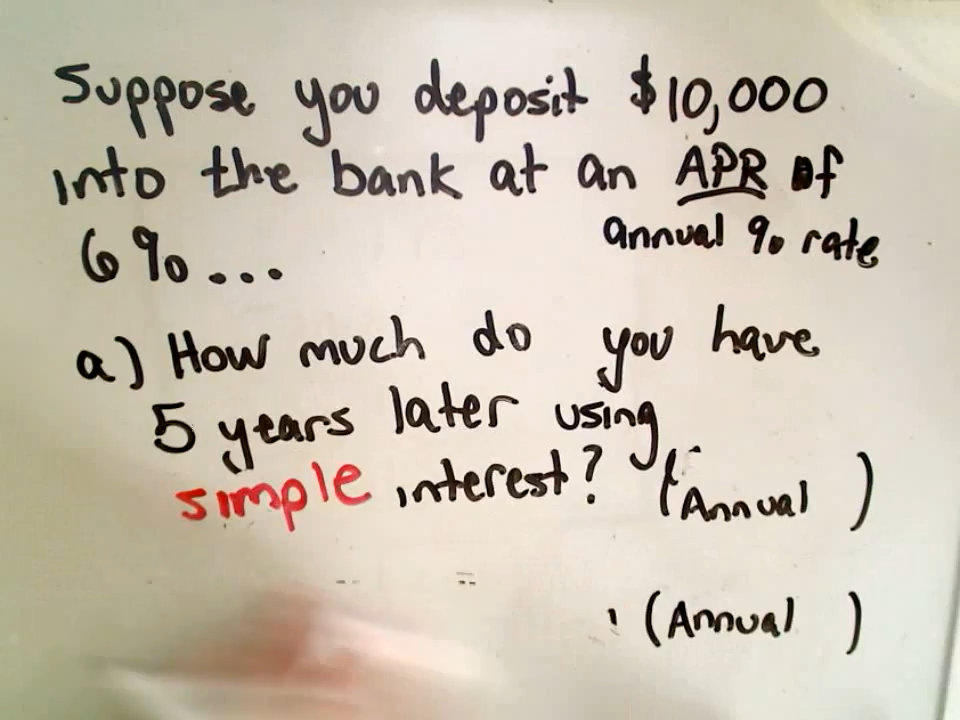 Suppose you deposit $10,000
into the bank at an APR of
annual % rate
6%...
a) How much do you have
5 years later using
simple interest? (Annual )
(Annual )